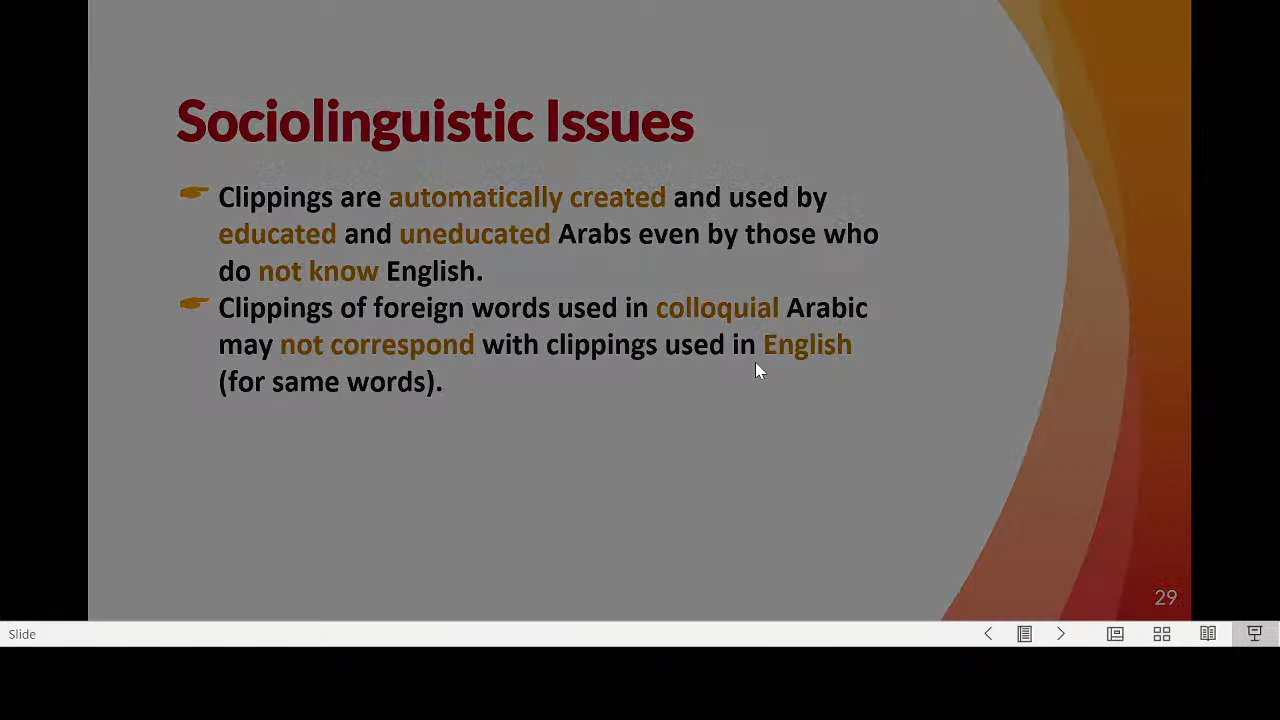 Sociolinguistic Issues
Clippings are automatically created and used by
educated and uneducated Arabs even by those who
do not know English.
Clippings of foreign words used in colloquial Arabic
may not correspond with clippings used in English
(for same words).
29
Slide